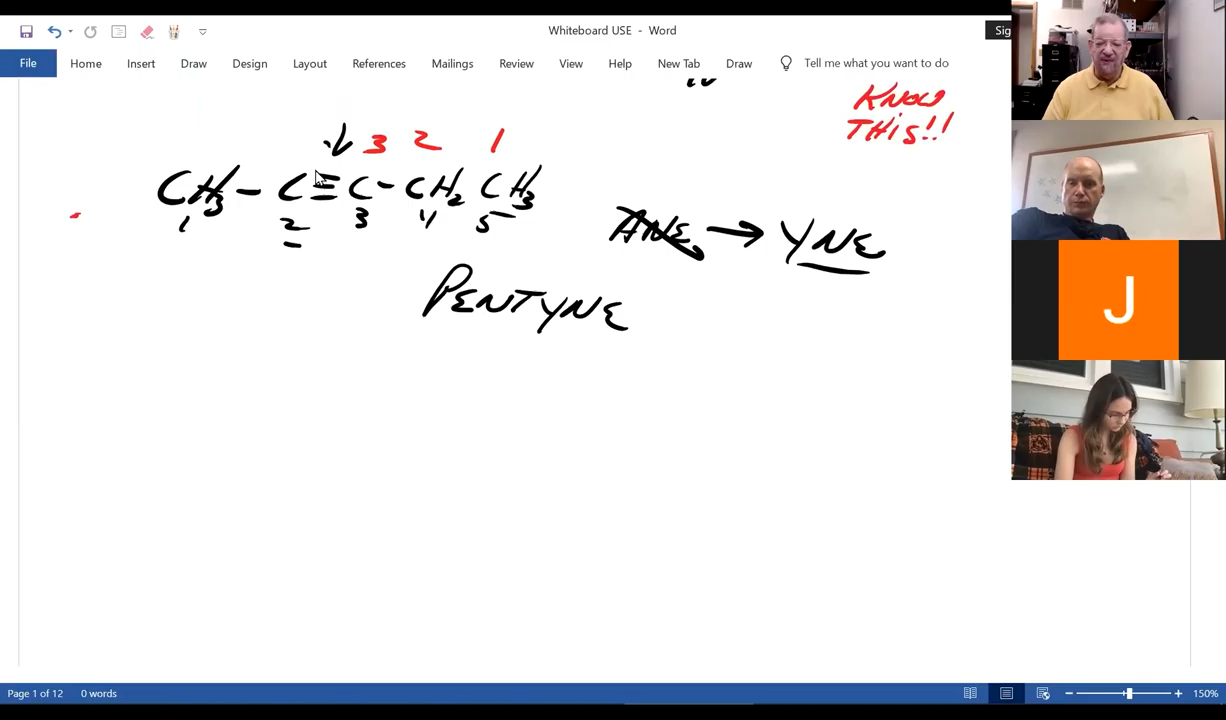 Whiteboard USE - Word
Sig
File Home Insert Draw Design Layout References Mailings Review View Help New Tab Draw Tell me what you want to do
KNOW
THIS!!
3 2 1
CH3 - C ≡ C - CH2 CH3
1 2 3 4 5
ANE → YNE
PENTYNE
J
Page 1 of 12 0 words 150%